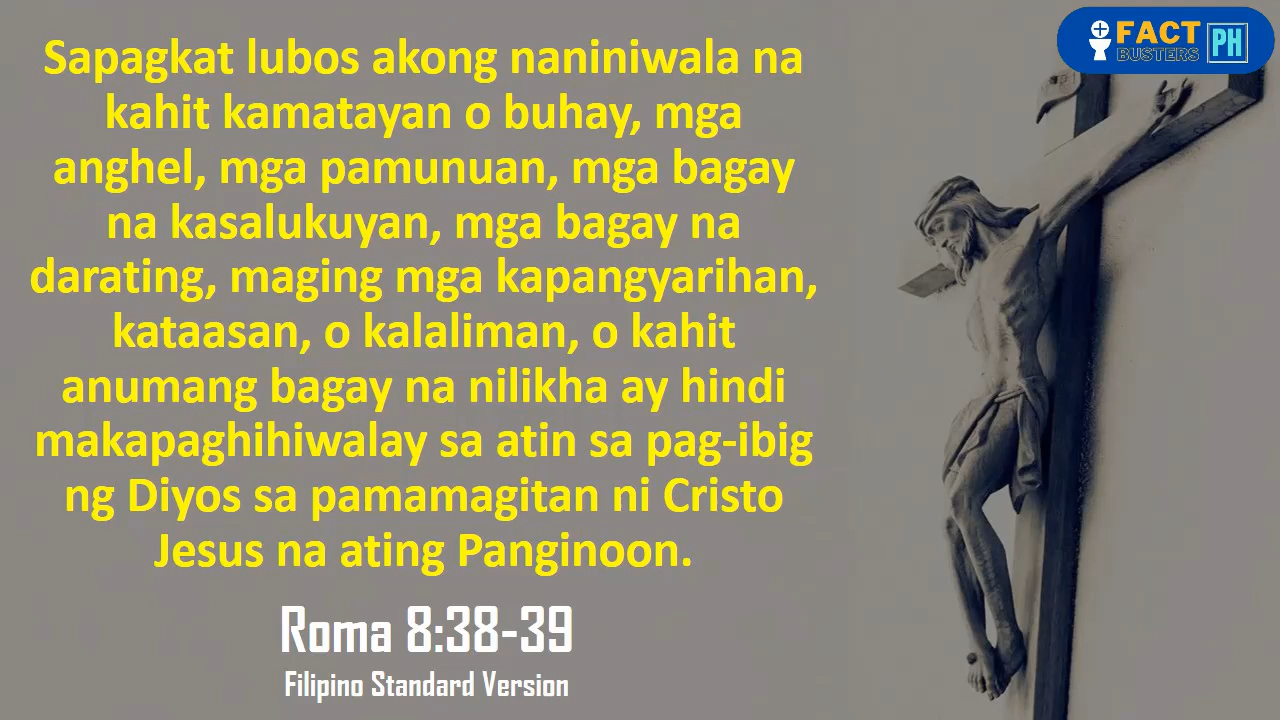 Sapagkat lubos akong naniniwala na
kahit kamatayan o buhay, mga
anghel, mga pamunuan, mga bagay
na kasalukuyan, mga bagay na
darating, maging mga kapangyarihan,
kataasan, o kalaliman, o kahit
anumang bagay na nilikha ay hindi
makapaghihiwalay sa atin sa pag-ibig
ng Diyos sa pamamagitan ni Cristo
Jesus na ating Panginoon.
Roma 8:38-39
Filipino Standard Version
FACT
BUSTERS
PH